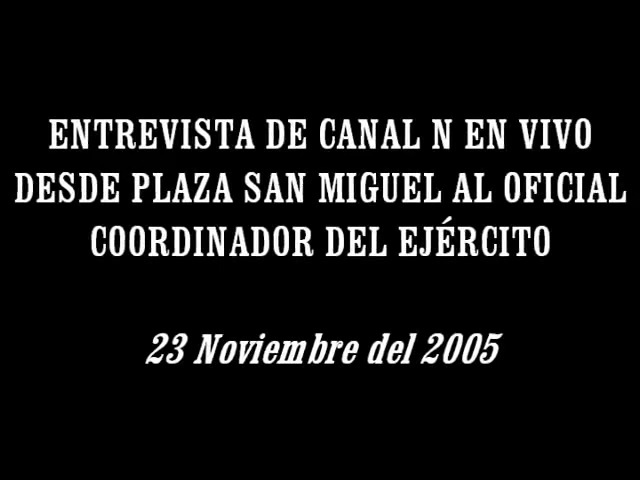 ENTREVISTA DE CANAL N EN VIVO
DESDE PLAZA SAN MIGUEL AL OFICIAL
COORDINADOR DEL EJÉRCITO
23 Noviembre del 2005